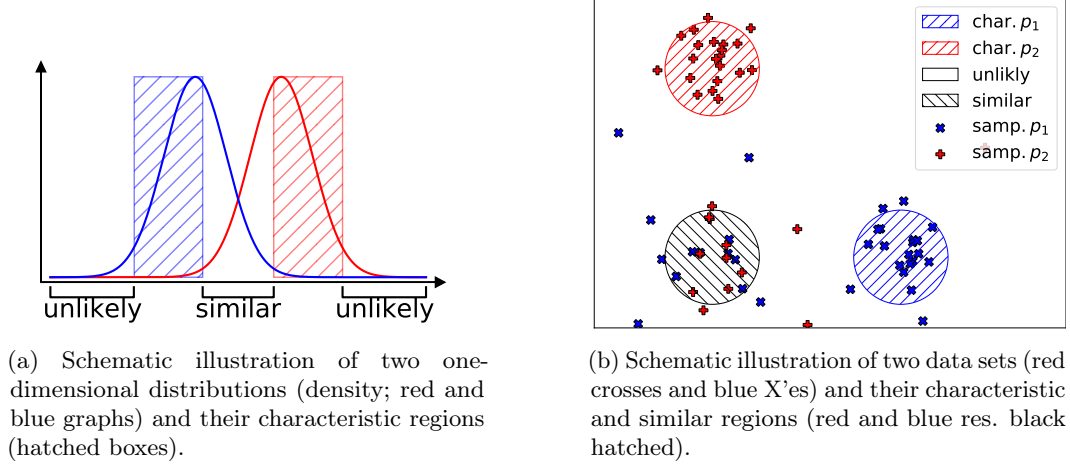 unlikely similar unlikely
(a) Schematic illustration of two one-
dimensional distributions (density; red and
blue graphs) and their characteristic regions
(hatched boxes).
char. p1
char. p2
unlikly
similar
samp. p1
samp. p2
(b) Schematic illustration of two data sets (red
crosses and blue X'es) and their characteristic
and similar regions (red and blue res. black
hatched).